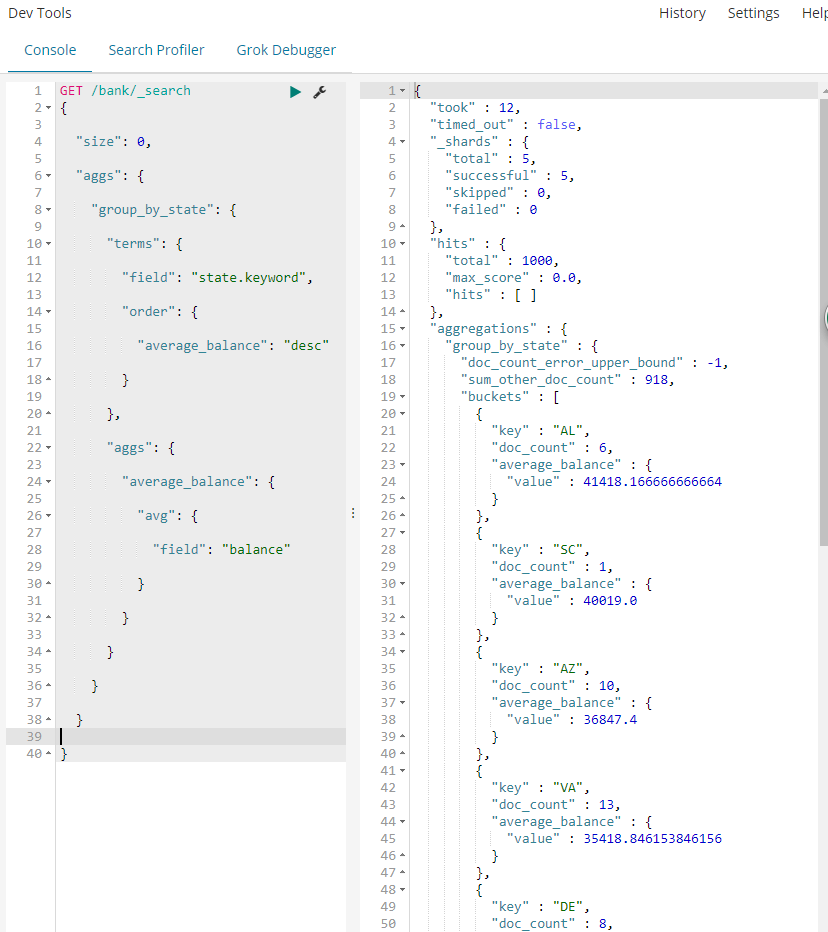 Dev Tools
History Settings Help
Console Search Profiler Grok Debugger
1 GET /bank/_search
2 {
3
4 "size": 0,
5
6 "aggs": {
7
8 "group_by_state": {
9
10 "terms": {
11
12 "field": "state.keyword",
13
14 "order": {
15
16 "average_balance": "desc"
17
18 }
19
20 },
21
22 "aggs": {
23
24 "average_balance": {
25
26 "avg": {
27
28 "field": "balance"
29
30 }
31
32 }
33
34 }
35
36 }
37
38 }
39
40 }
1 {
2 "took" : 12,
3 "timed_out" : false,
4 "_shards" : {
5 "total" : 5,
6 "successful" : 5,
7 "skipped" : 0,
8 "failed" : 0
9 },
10 "hits" : {
11 "total" : 1000,
12 "max_score" : 0.0,
13 "hits" : [ ]
14 },
15 "aggregations" : {
16 "group_by_state" : {
17 "doc_count_error_upper_bound" : -1,
18 "sum_other_doc_count" : 918,
19 "buckets" : [
20 {
21 "key" : "AL",
22 "doc_count" : 6,
23 "average_balance" : {
24 "value" : 41418.166666666664
25 }
26 },
27 {
28 "key" : "SC",
29 "doc_count" : 1,
30 "average_balance" : {
31 "value" : 40019.0
32 }
33 },
34 {
35 "key" : "AZ",
36 "doc_count" : 10,
37 "average_balance" : {
38 "value" : 36847.4
39 }
40 },
41 {
42 "key" : "VA",
43 "doc_count" : 13,
44 "average_balance" : {
45 "value" : 35418.846153846156
46 }
47 },
48 {
49 "key" : "DE",
50 "doc_count" : 8,